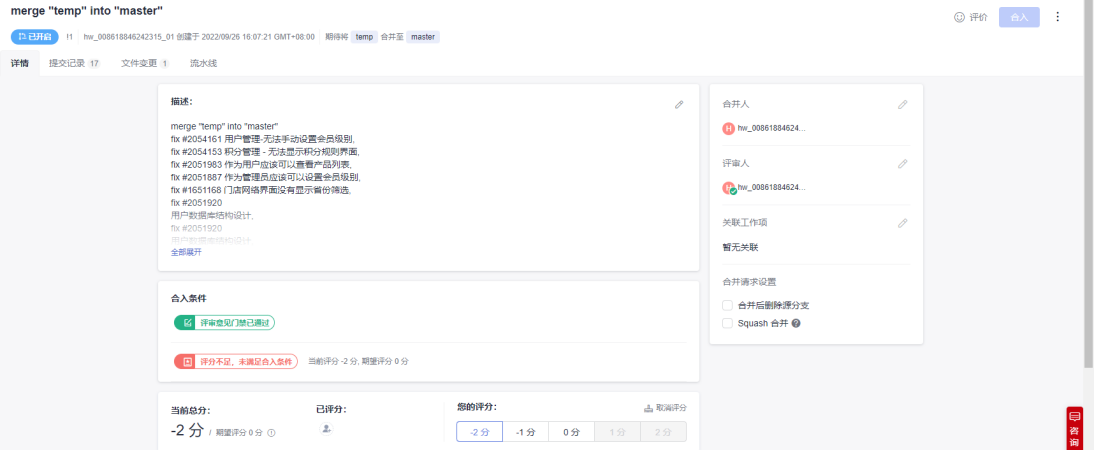 merge "temp" into "master"
评价
合入
已开启 !1 hw_008618846242315_01 创建于 2022/09/26 16:07:21 GMT+08:00 期待将 temp 合并至 master
详情 提交记录 17 文件变更 1 流水线
描述：
merge "temp" into "master"
fix #2054161 用户管理-无法手动设置会员级别,
fix #2054153 积分管理 - 无法显示积分规则界面,
fix #2051983 作为用户应该可以查看产品列表,
fix #2051887 作为管理员应该可以设置会员级别,
fix #1651168 门店网络界面没有显示省份筛选,
fix #2051920
用户数据库结构设计,
fix #2051920
用户数据库结构设计,
全部展开
合入条件
评审意见门禁已通过
评分不足，未满足合入条件 当前评分 -2 分, 期望评分 0 分
当前总分：
-2 分 / 期望评分 0 分
已评分：
您的评分：
取消评分
-2 分 -1 分 0 分 1 分 2 分
合并人
H hw_00861884624...
评审人
H hw_00861884624...
关联工作项
暂无关联
合并请求设置
合并后删除源分支
Squash 合并
咨询